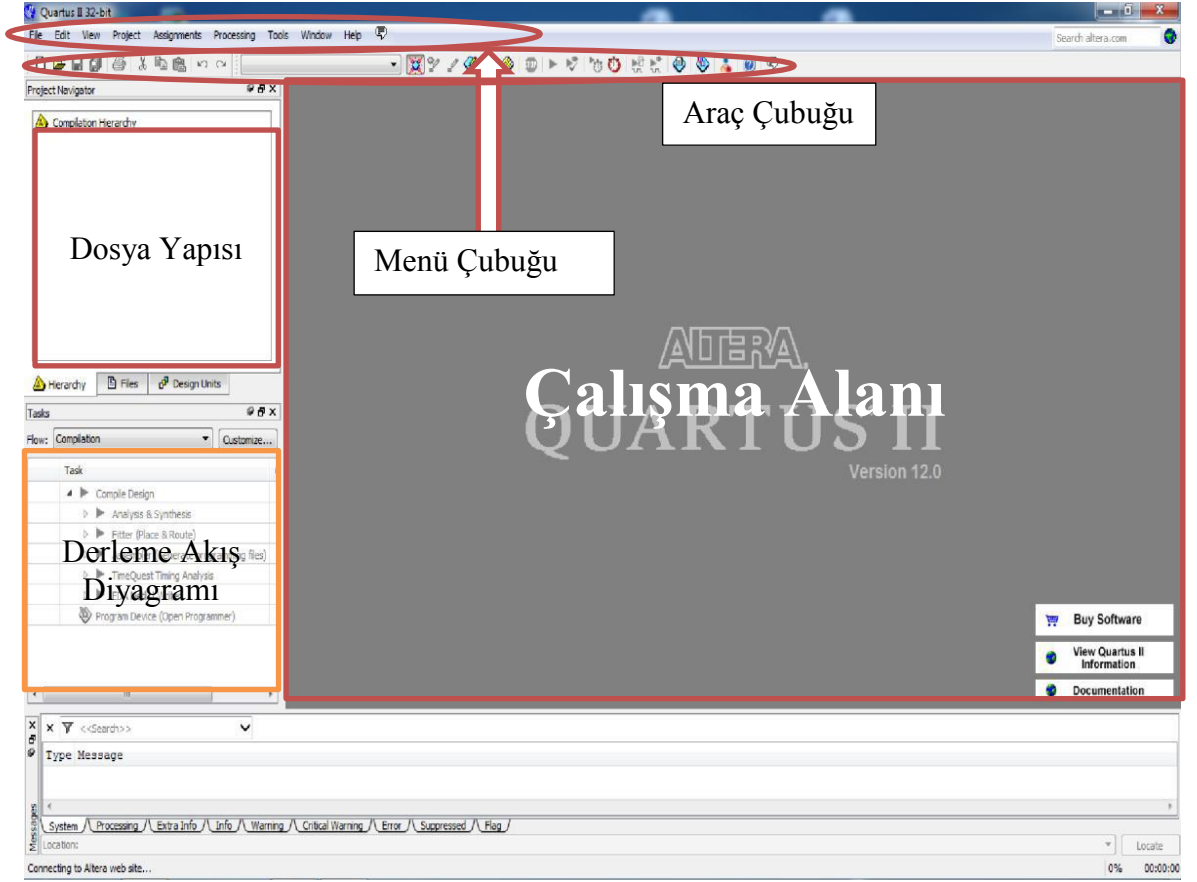 Quartus II 32-bit
File Edit View Project Assignments Processing Tools Window Help
Search altera.com
Project Navigator
Compilation Hierarchy
Araç Çubuğu
Dosya Yapısı
Menü Çubuğu
Hierarchy Files Design Units
ALTERA
QUARTUS II
Çalışma Alanı
Version 12.0
Tasks
Flow: Compilation Customize...
Task
Compile Design
Analysis & Synthesis
Fitter (Place & Route)
files)
TimeQuest Timing Analysis
Program Device (Open Programmer)
Derleme Akış
Diyagramı
Buy Software
View Quartus II
Information
Documentation
<<Search>>
Type Message
Messages
System Processing Extra Info Info Warning Critical Warning Error Suppressed Flag
Location: Locate
Connecting to Altera web site... 0% 00:00:00